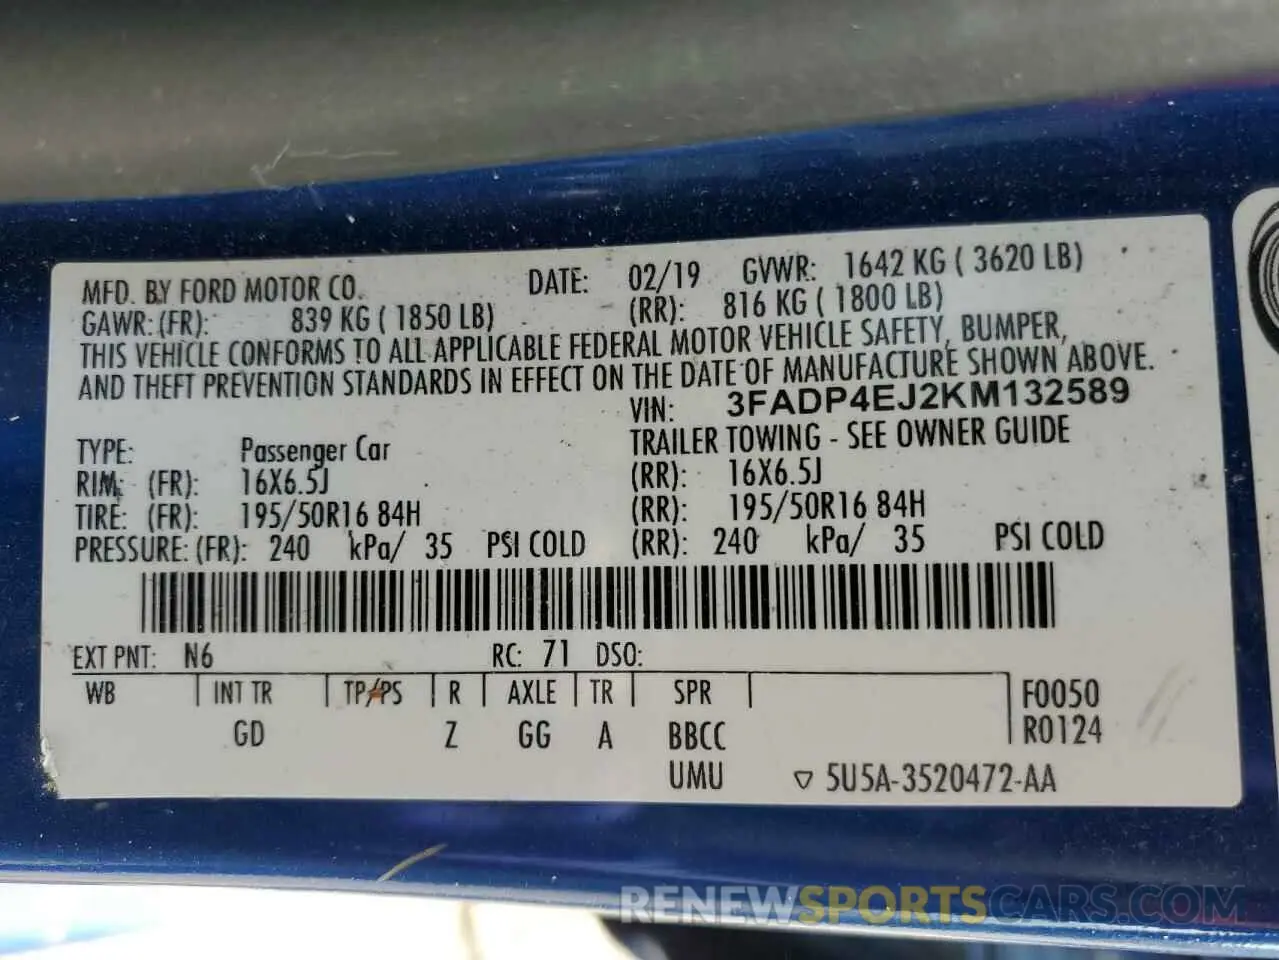 MFD. BY FORD MOTOR CO. DATE: 02/19 GVWR: 1642 KG ( 3620 LB)
GAWR: (FR): 839 KG ( 1850 LB) (RR): 816 KG ( 1800 LB)
THIS VEHICLE CONFORMS TO ALL APPLICABLE FEDERAL MOTOR VEHICLE SAFETY, BUMPER,
AND THEFT PREVENTION STANDARDS IN EFFECT ON THE DATE OF MANUFACTURE SHOWN ABOVE.
VIN: 3FADP4EJ2KM132589
TYPE: Passenger Car TRAILER TOWING - SEE OWNER GUIDE
RIM: (FR): 16X6.5J (RR): 16X6.5J
TIRE: (FR): 195/50R16 84H (RR): 195/50R16 84H
PRESSURE: (FR): 240 kPa/ 35 PSI COLD (RR): 240 kPa/ 35 PSI COLD
EXT PNT: N6 RC: 71 DSO:
WB INT TR TP/PS R AXLE TR SPR F0050
GD Z GG A BBCC R0124
UMU 5U5A-3520472-AA
RENEWSPORTSCARS.COM